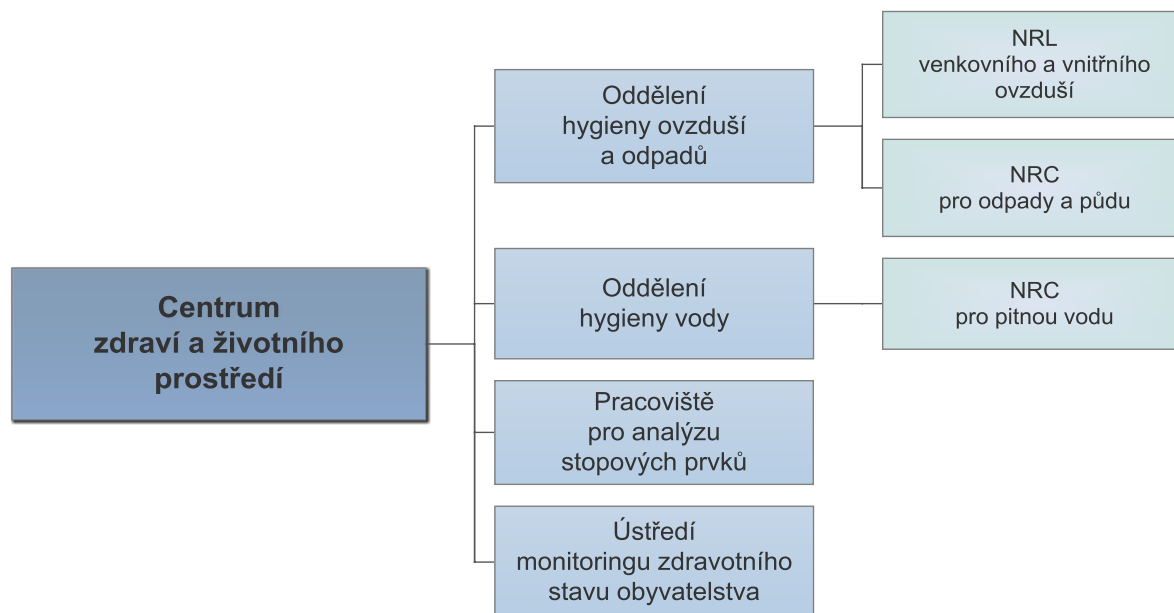 Centrum
zdraví a životního
prostředí
Oddělení
hygieny ovzduší
a odpadů
NRL
venkovního a vnitřního
ovzduší
NRC
pro odpady a půdu
Oddělení
hygieny vody
NRC
pro pitnou vodu
Pracoviště
pro analýzu
stopových prvků
Ústředí
monitoringu zdravotního
stavu obyvatelstva